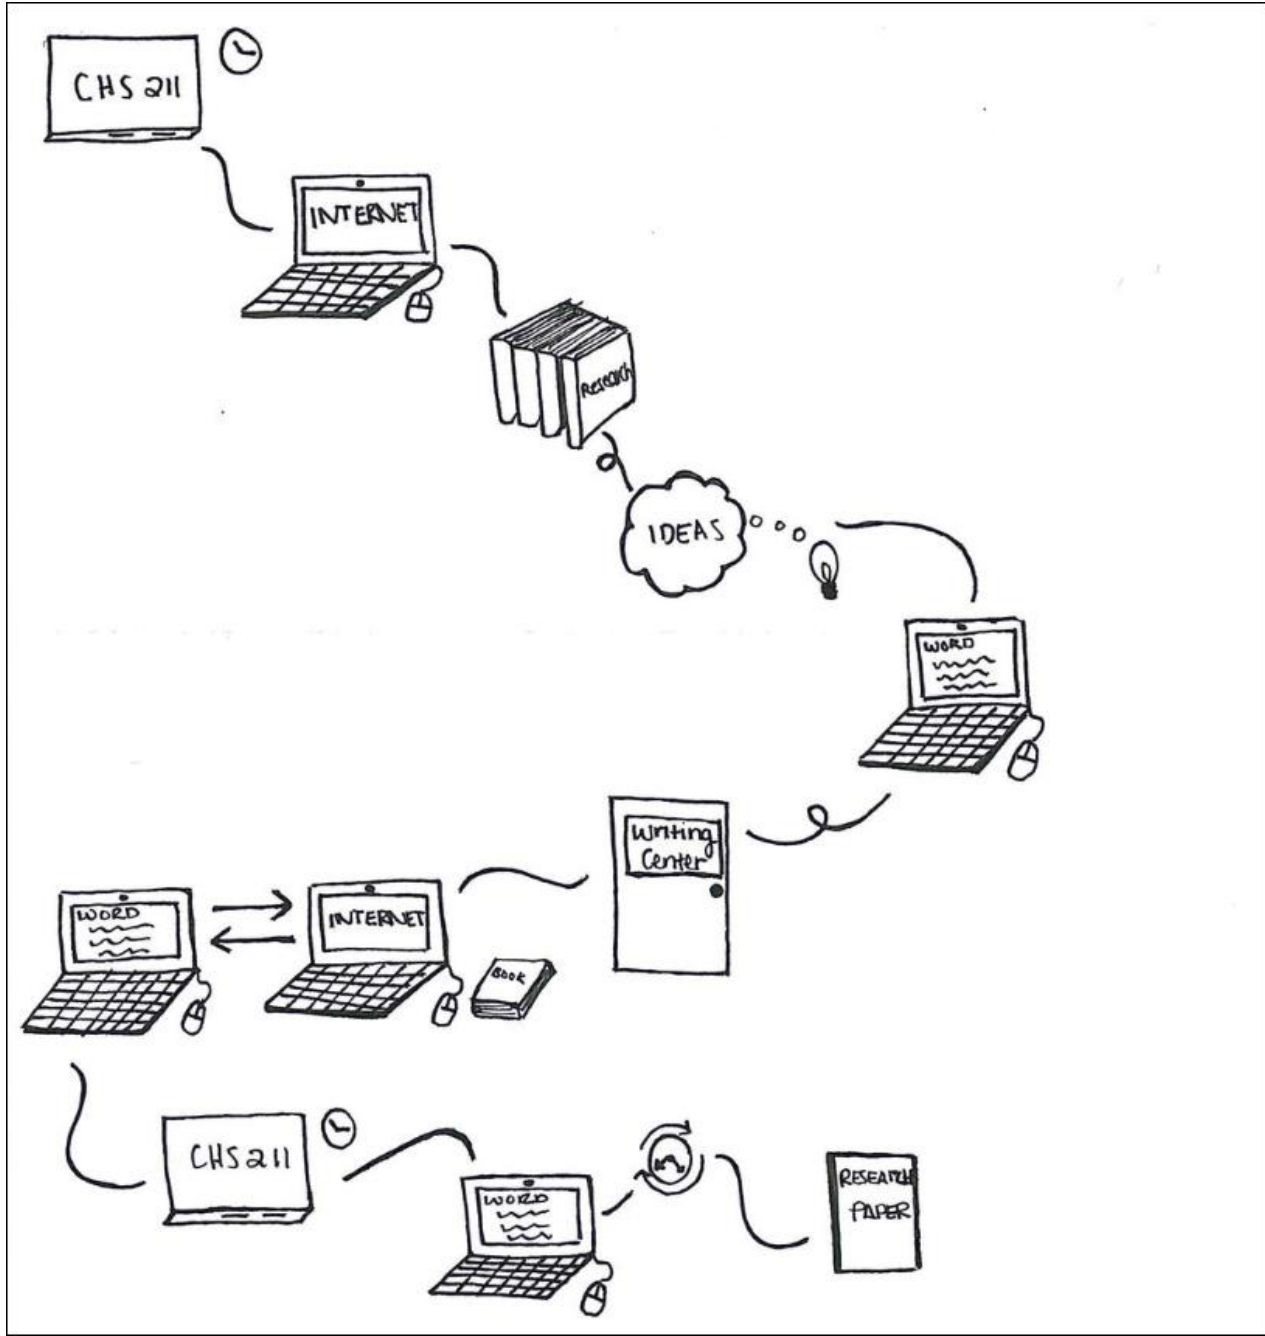 CHS 211
INTERNET
Research
IDEAS
WORD
Writing
Center
WORD
INTERNET
BOOK
CHS 211
WORD
RESEARCH
PAPER